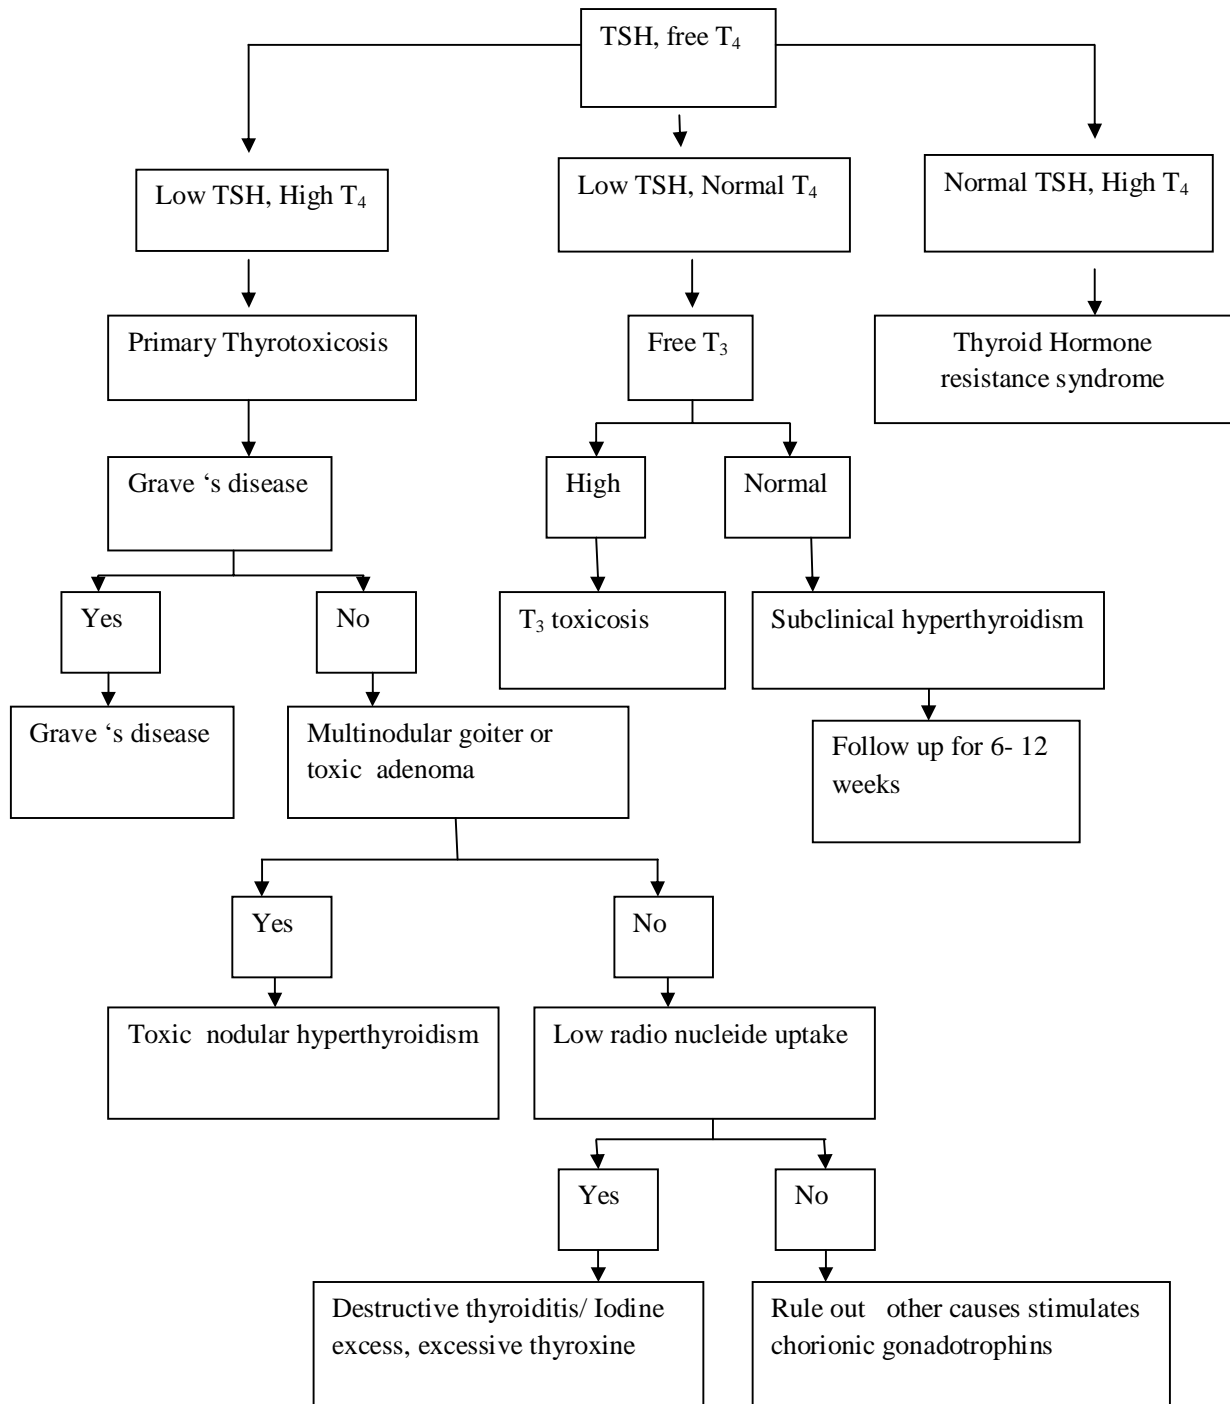 TSH, free T4
Low TSH, High T4
Low TSH, Normal T4
Normal TSH, High T4
Primary Thyrotoxicosis
Free T3
Thyroid Hormone
resistance syndrome
Grave ‘s disease
High
Normal
Yes
No
T3 toxicosis
Subclinical hyperthyroidism
Grave ‘s disease
Multinodular goiter or
toxic adenoma
Follow up for 6- 12
weeks
Yes
No
Toxic nodular hyperthyroidism
Low radio nucleide uptake
Yes
No
Destructive thyroiditis/ Iodine
excess, excessive thyroxine
Rule out other causes stimulates
chorionic gonadotrophins